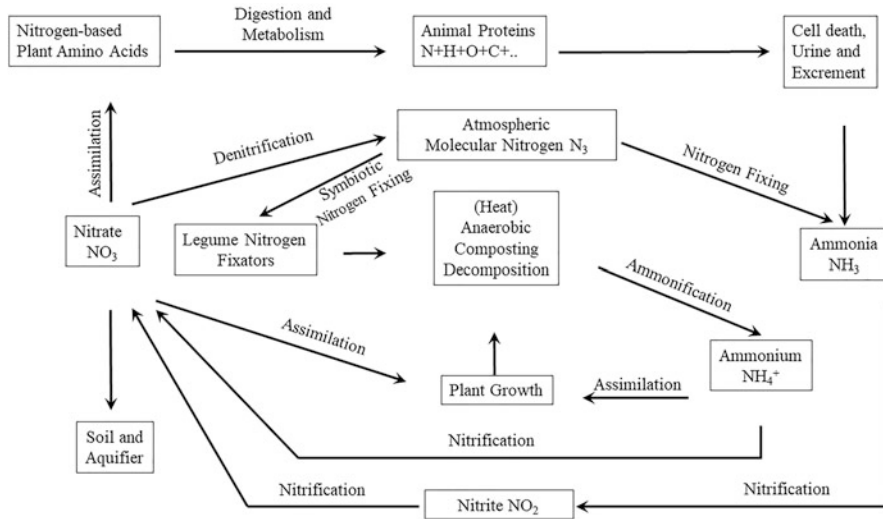 Nitrogen-based
Plant Amino Acids
Digestion and
Metabolism
Animal Proteins
N+H+O+C+..
Cell death,
Urine and
Excrement
Assimilation
Denitrification
Atmospheric
Molecular Nitrogen N₃
Symbiotic
Nitrogen Fixing
Nitrogen Fixing
Nitrate
NO₃
Legume Nitrogen
Fixators
(Heat)
Anaerobic
Composting
Decomposition
Ammonia
NH₃
Ammonification
Assimilation
Plant Growth
Assimilation
Ammonium
NH₄⁺
Soil and
Aquifier
Nitrification
Nitrification
Nitrite NO₂
Nitrification